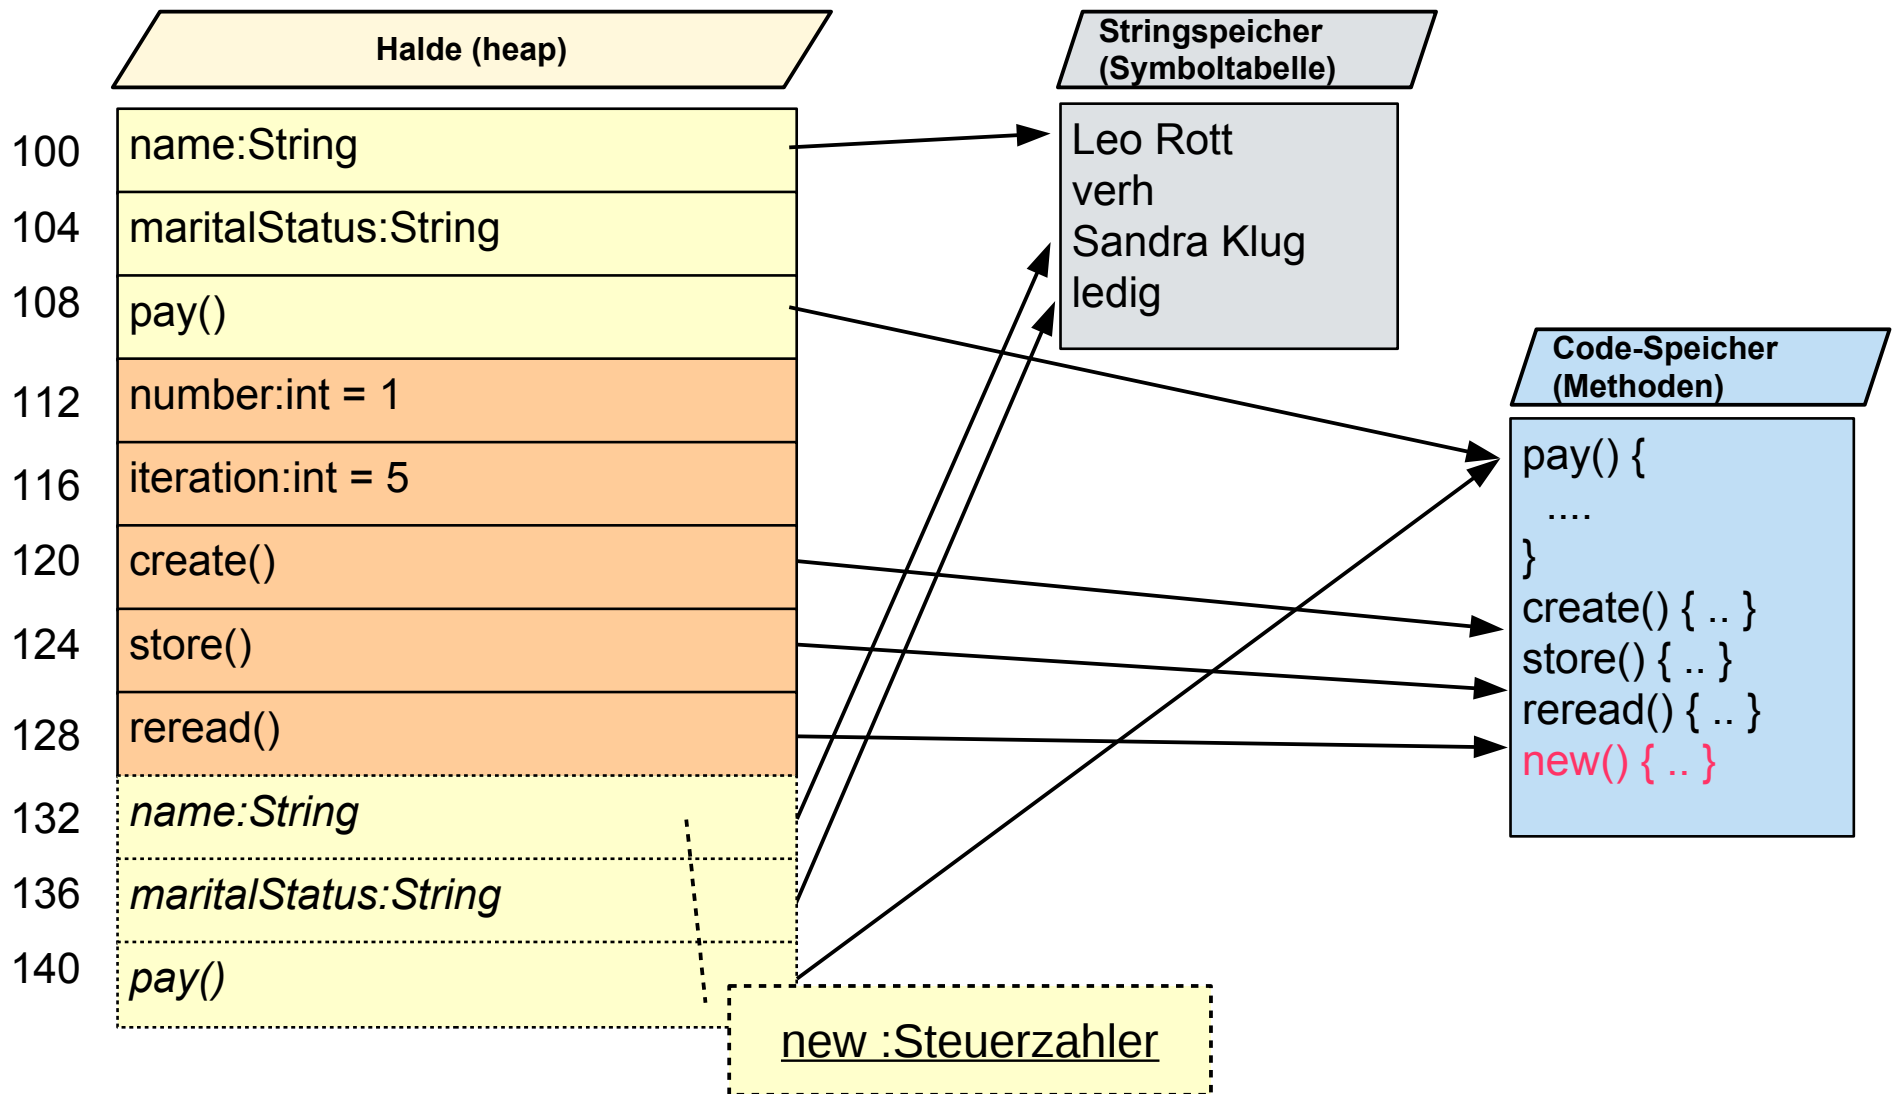 Halde (heap)
100 name:String
104 maritalStatus:String
108 pay()
112 number:int = 1
116 iteration:int = 5
120 create()
124 store()
128 reread()
132 name:String
136 maritalStatus:String
140 pay()
new :Steuerzahler
Stringspeicher
(Symboltabelle)
Leo Rott
verh
Sandra Klug
ledig
Code-Speicher
(Methoden)
pay() {
....
}
create() { .. }
store() { .. }
reread() { .. }
new() { .. }